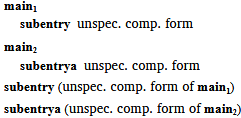 main₁
subentry unspec. comp. form
main₂
subentrya unspec. comp. form
subentry (unspec. comp. form of main₁)
subentrya (unspec. comp. form of main₂)